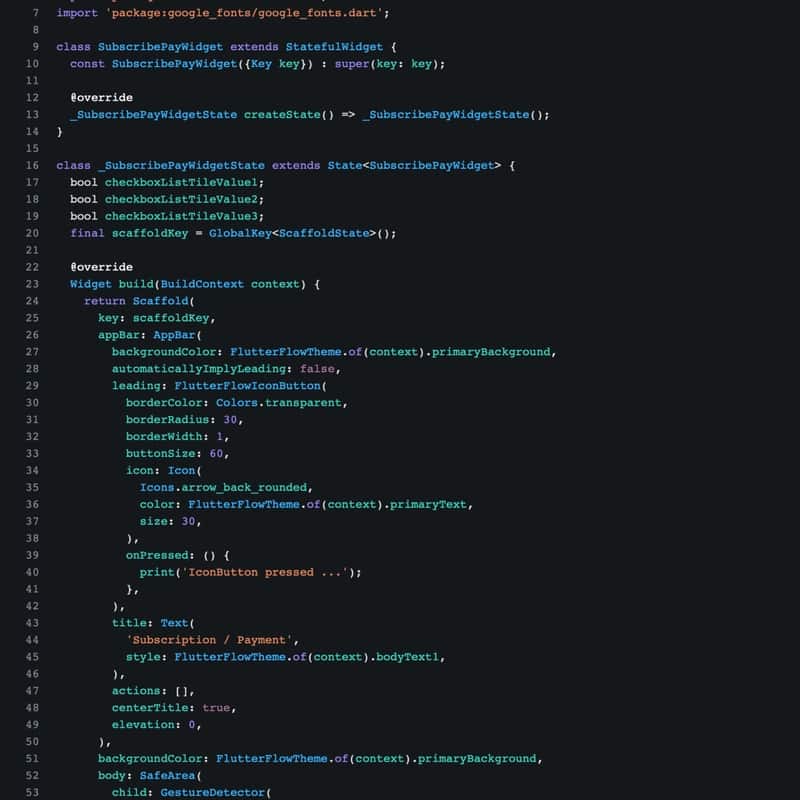 7 import 'package:google_fonts/google_fonts.dart';
8
9 class SubscribePayWidget extends StatefulWidget {
10   const SubscribePayWidget({Key key}) : super(key: key);
11
12   @override
13   _SubscribePayWidgetState createState() => _SubscribePayWidgetState();
14 }
15
16 class _SubscribePayWidgetState extends State<SubscribePayWidget> {
17   bool checkboxListTileValue1;
18   bool checkboxListTileValue2;
19   bool checkboxListTileValue3;
20   final scaffoldKey = GlobalKey<ScaffoldState>();
21
22   @override
23   Widget build(BuildContext context) {
24     return Scaffold(
25       key: scaffoldKey,
26       appBar: AppBar(
27         backgroundColor: FlutterFlowTheme.of(context).primaryBackground,
28         automaticallyImplyLeading: false,
29         leading: FlutterFlowIconButton(
30           borderColor: Colors.transparent,
31           borderRadius: 30,
32           borderWidth: 1,
33           buttonSize: 60,
34           icon: Icon(
35             Icons.arrow_back_rounded,
36             color: FlutterFlowTheme.of(context).primaryText,
37             size: 30,
38           ),
39           onPressed: () {
40             print('IconButton pressed ...');
41           },
42         ),
43         title: Text(
44           'Subscription / Payment',
45           style: FlutterFlowTheme.of(context).bodyText1,
46         ),
47         actions: [],
48         centerTitle: true,
49         elevation: 0,
50       ),
51       backgroundColor: FlutterFlowTheme.of(context).primaryBackground,
52       body: SafeArea(
53         child: GestureDetector(